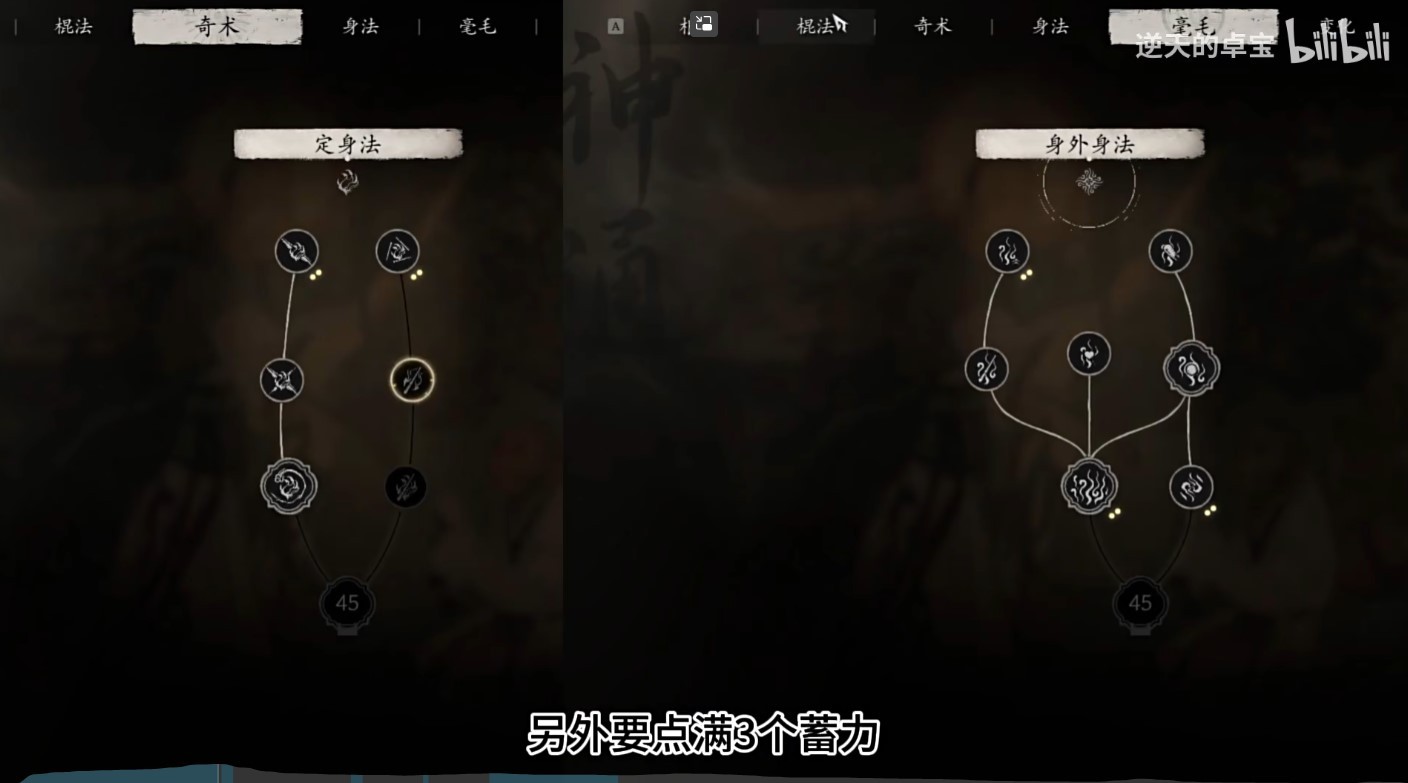 棍法 奇术 身法 毫毛
A 棍法 奇术 身法 毫毛
逆天的卓宝 bilibili
定身法
身外身法
神通
45
45
另外要点满3个蓄力